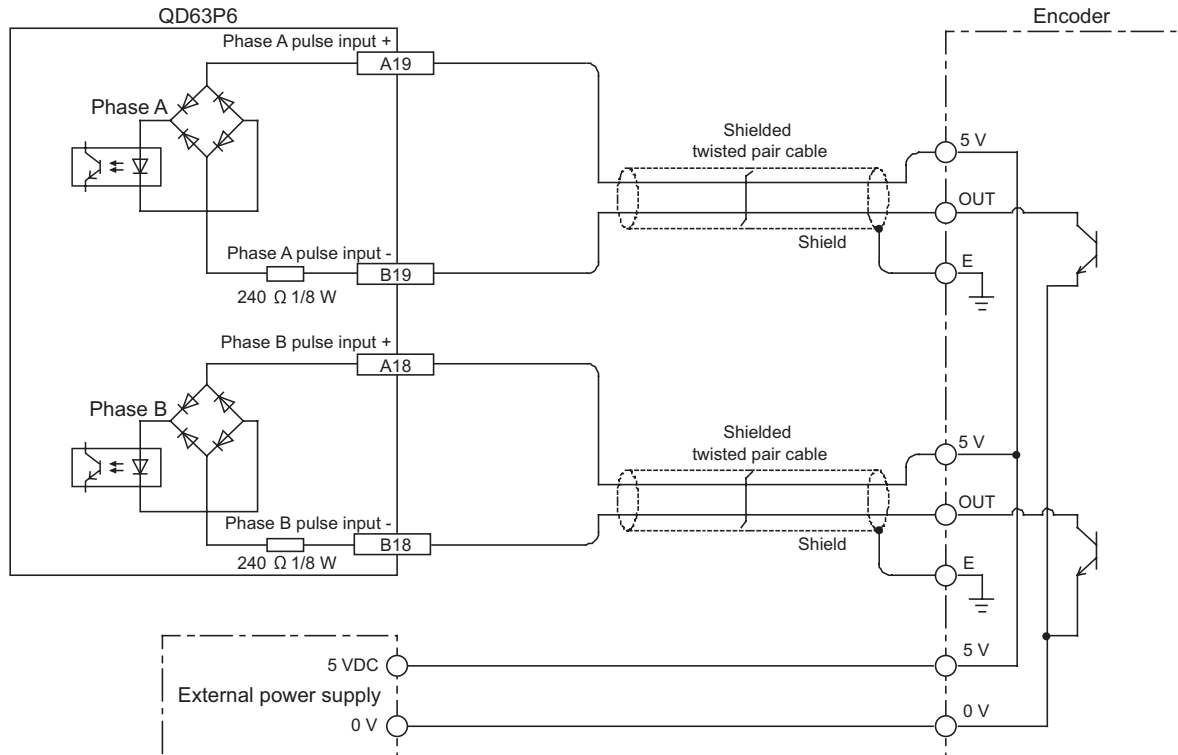 QD63P6
Encoder
Phase A pulse input +
A19
Phase A
Shielded
twisted pair cable
5 V
OUT
Shield
Phase A pulse input -
B19
E
240 Ω 1/8 W
Phase B pulse input +
A18
Phase B
Shielded
twisted pair cable
5 V
OUT
Shield
Phase B pulse input -
B18
E
240 Ω 1/8 W
5 VDC
5 V
External power supply
0 V
0 V